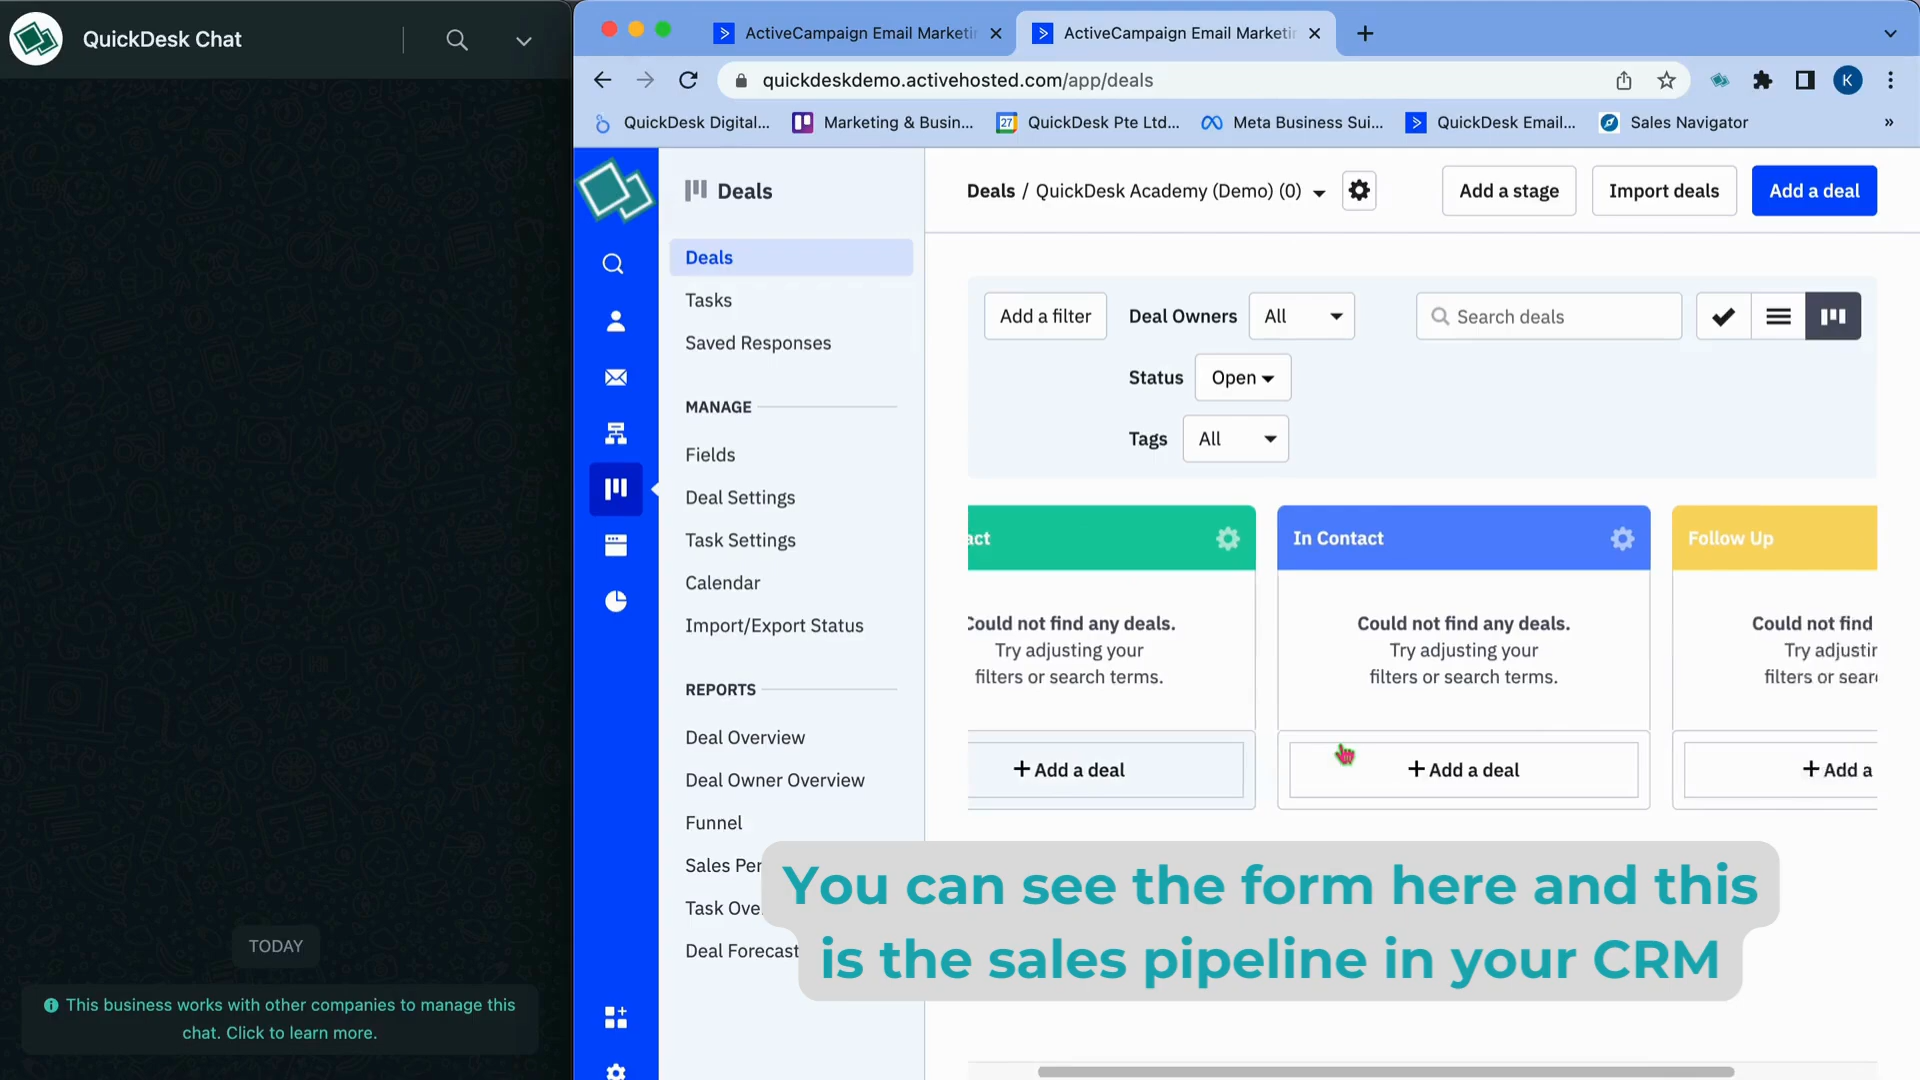 QuickDesk Chat
ActiveCampaign Email Marketin
ActiveCampaign Email Marketin
quickdeskdemo.activehosted.com/app/deals
K
QuickDesk Digital...
Marketing & Busin...
27
QuickDesk Pte Ltd...
Meta Business Sui...
QuickDesk Email...
Sales Navigator
»
Deals
Deals / QuickDesk Academy (Demo) (0)
Add a stage
Import deals
Add a deal
Deals
Tasks
Saved Responses
MANAGE
Fields
Deal Settings
Task Settings
Calendar
Import/Export Status
REPORTS
Deal Overview
Deal Owner Overview
Funnel
Sales Per
Task Ove
Deal Forecast
Add a filter
Deal Owners
All
Search deals
Status
Open
Tags
All
act
In Contact
Follow Up
Could not find any deals.
Try adjusting your
filters or search terms.
+ Add a deal
Could not find any deals.
Try adjusting your
filters or search terms.
+ Add a deal
Could not find
Try adjustin
filters or sear
+ Add a
You can see the form here and this
is the sales pipeline in your CRM
TODAY
This business works with other companies to manage this
chat. Click to learn more.